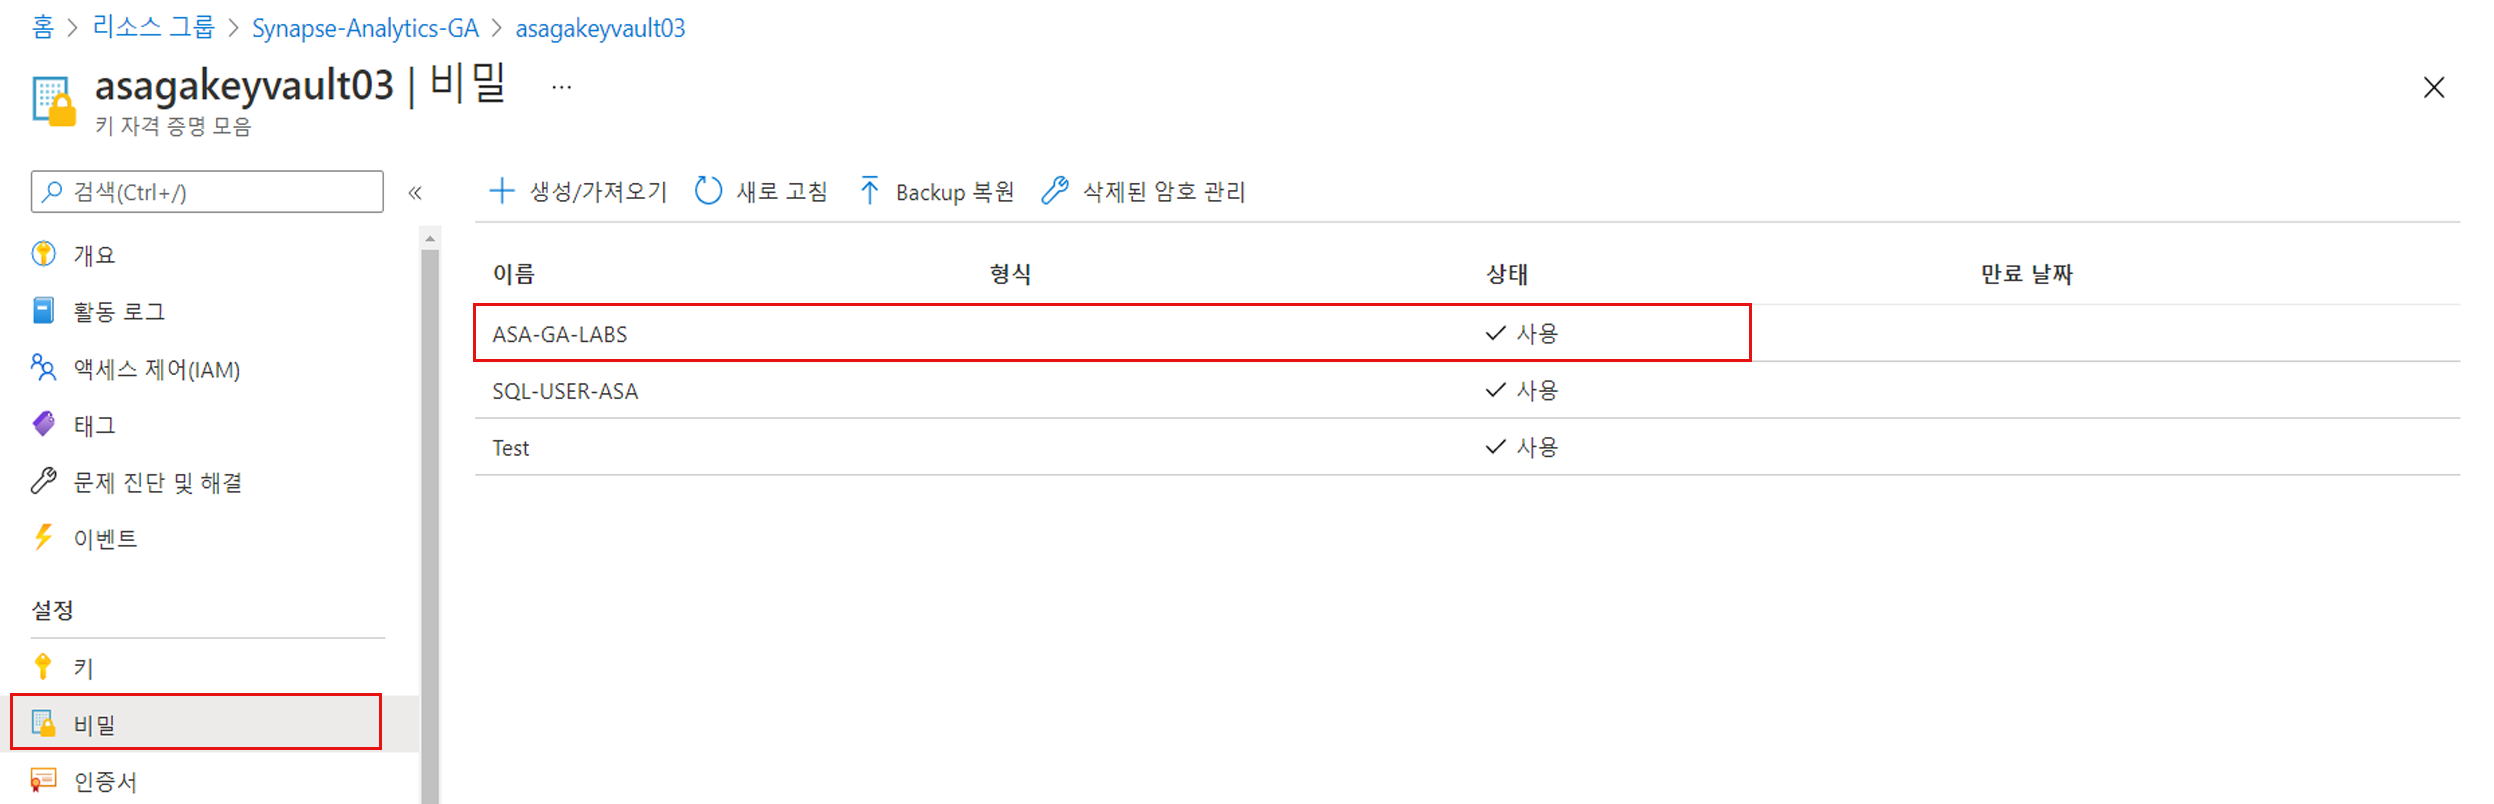 홈 > 리소스 그룹 > Synapse-Analytics-GA > asagakeyvault03
asagakeyvault03 | 비밀 ...
키 자격 증명 모음
검색(Ctrl+/) «
생성/가져오기 새로 고침 Backup 복원 삭제된 암호 관리
개요
활동 로그
액세스 제어(IAM)
태그
문제 진단 및 해결
이벤트
설정
키
비밀
인증서
이름 형식 상태 만료 날짜
ASA-GA-LABS ✓ 사용
SQL-USER-ASA ✓ 사용
Test ✓ 사용